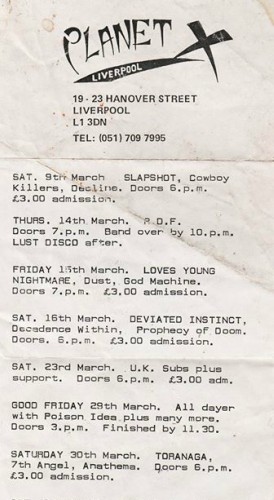 PLANET X
LIVERPOOL
19 - 23 HANOVER STREET
LIVERPOOL
L1 3DN
TEL: (051) 709 7995
SAT. 9th March SLAPSHOT, Cowboy
Killers, Decline. Doors 6.p.m.
£3.00 admission.
THURS. 14th March. R.D.F.
Doors 7.p.m. Band over by 10.p.m.
LUST DISCO after.
FRIDAY 15th March. LOVES YOUNG
NIGHTMARE, Dust, God Machine.
Doors 7.p.m. £3.00 admission.
SAT. 16th March. DEVIATED INSTINCT,
Decadence Within, Prophecy of Doom.
Doors. 6.p.m. £3.00 admission.
SAT. 23rd March. U.K. Subs plus
support. Doors 6.p.m. £3.00 adm.
GOOD FRIDAY 29th March. All dayer
with Poison Idea plus many more.
Doors 3.p.m. Finished by 11.30.
SATURDAY 30th March. TORANAGA,
7th Angel, Anathema. Doors 6.p.m.
£3.00 admission.